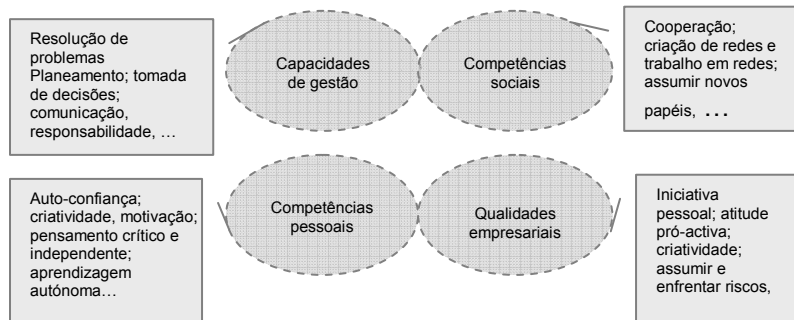 Resolução de
problemas
Planeamento; tomada
de decisões;
comunicação,
responsabilidade, …
Capacidades
de gestão
Competências
sociais
Cooperação;
criação de redes e
trabalho em redes;
assumir novos
papéis, ...
Auto-confiança;
criatividade, motivação;
pensamento crítico e
independente;
aprendizagem
autónoma…
Competências
pessoais
Qualidades
empresariais
Iniciativa
pessoal; atitude
pró-activa;
criatividade;
assumir e
enfrentar riscos,